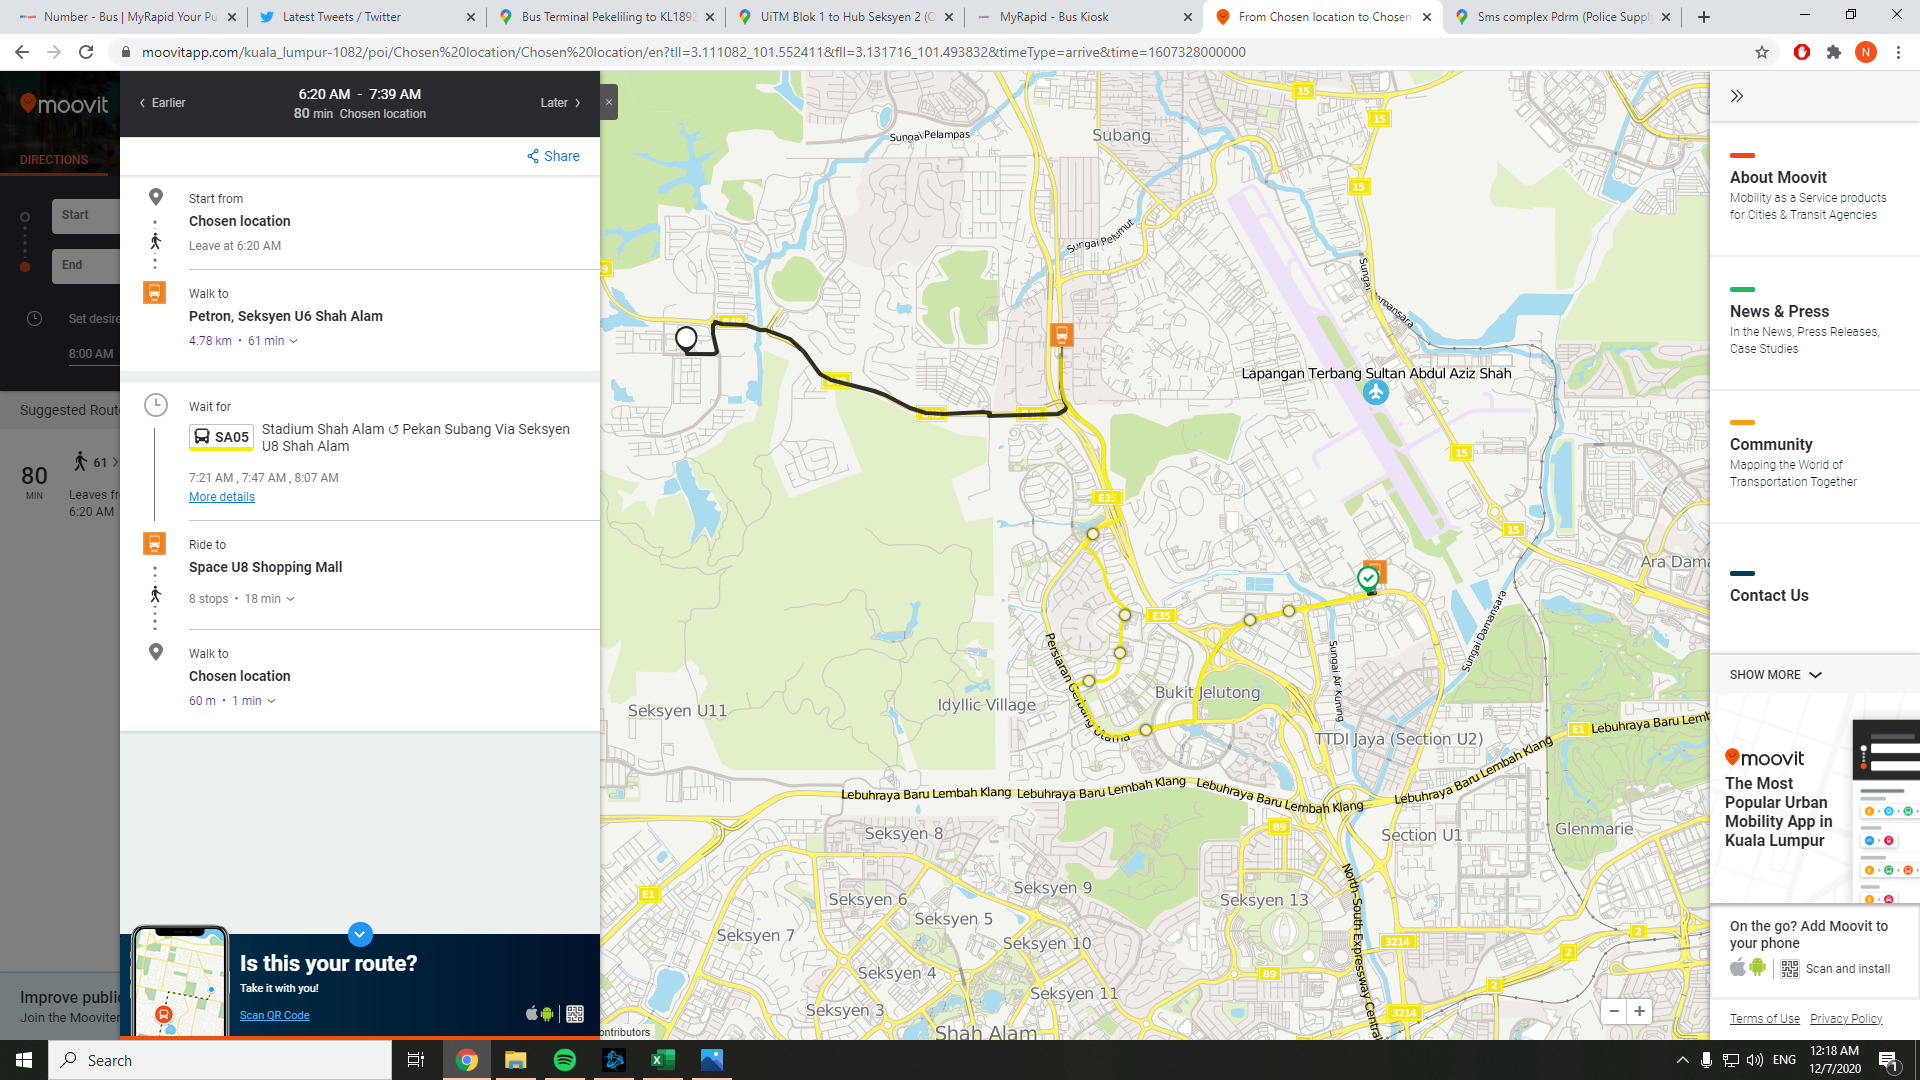 Number - Bus | MyRapid Your Pu
Latest Tweets / Twitter
Bus Terminal Pekeliling to KL1892
UiTM Blok 1 to Hub Seksyen 2 (O
MyRapid - Bus Kiosk
From Chosen location to Chosen
Sms complex Pdrm (Police Supply
moovitapp.com/kuala_lumpur-1082/poi/Chosen%20location/Chosen%20location/en?tll=3.111082_101.552411&fll=3.131716_101.493832&timeType=arrive&time=1607328000000
N
moovit
DIRECTIONS
Start
End
Set desire
8:00 AM
Suggested Rout
80
MIN
61
Leaves fr
6:20 AM
Improve public
Join the Mooviter
Earlier
6:20 AM - 7:39 AM
80 min Chosen location
Later
Share
Start from
Chosen location
Leave at 6:20 AM
Walk to
Petron, Seksyen U6 Shah Alam
4.78 km • 61 min
Wait for
SA05
Stadium Shah Alam ↺ Pekan Subang Via Seksyen
U8 Shah Alam
7:21 AM , 7:47 AM , 8:07 AM
More details
Ride to
Space U8 Shopping Mall
8 stops • 18 min
Walk to
Chosen location
60 m • 1 min
Is this your route?
Take it with you!
Scan QR Code
ontributors
15
Sungai Pelampas
Subang
15
15
Sungai Pelumut
Sungai Damansara
B49
Lapangan Terbang Sultan Abdul Aziz Shah
15
E35
15
Ara Dama
E35
Sungai Damansara
Persiaran Gerbang Utama
Sungai Air Kuning
Bukit Jelutong
Idyllic Village
Seksyen U11
TTDI Jaya (Section U2)
E1
Lebuhraya Baru Lemb
Lebuhraya Baru Lembah Klang
Lebuhraya Baru Lembah Klang
Lebuhraya Baru Lembah Klang
Lebuhraya Baru Lembah Klang
B9
Seksyen 8
Section U1
Glenmarie
E1
Seksyen 9
Seksyen 6
Seksyen 13
Seksyen 5
Seksyen 7
Seksyen 10
North-South Expressway Central
3214
2
2
Seksyen 4
B9
2
Seksyen 11
Seksyen 3
3214
Shah Alam
About Moovit
Mobility as a Service products
for Cities & Transit Agencies
News & Press
In the News, Press Releases,
Case Studies
Community
Mapping the World of
Transportation Together
Contact Us
SHOW MORE
moovit
The Most
Popular Urban
Mobility App in
Kuala Lumpur
On the go? Add Moovit to
your phone
Scan and install
Terms of Use
Privacy Policy
Search
ENG
12:18 AM
12/7/2020
1